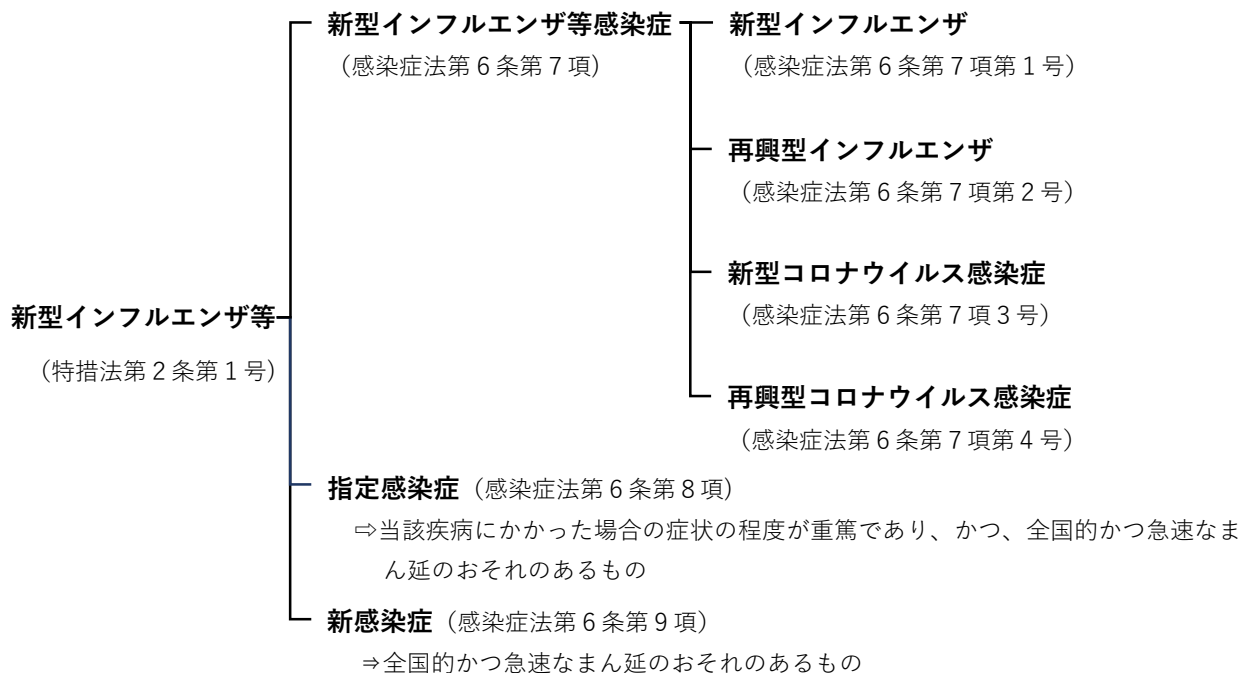 新型インフルエンザ等感染症
（感染症法第６条第７項）
新型インフルエンザ
（感染症法第６条第７項第１号）
再興型インフルエンザ
（感染症法第６条第７項第２号）
新型コロナウイルス感染症
（感染症法第６条第７項３号）
再興型コロナウイルス感染症
（感染症法第６条第７項第４号）
新型インフルエンザ等
（特措法第２条第１号）
指定感染症（感染症法第６条第８項）
⇨当該疾病にかかった場合の症状の程度が重篤であり、かつ、全国的かつ急速なま
ん延のおそれのあるもの
新感染症（感染症法第６条第９項）
⇒全国的かつ急速なまん延のおそれのあるもの